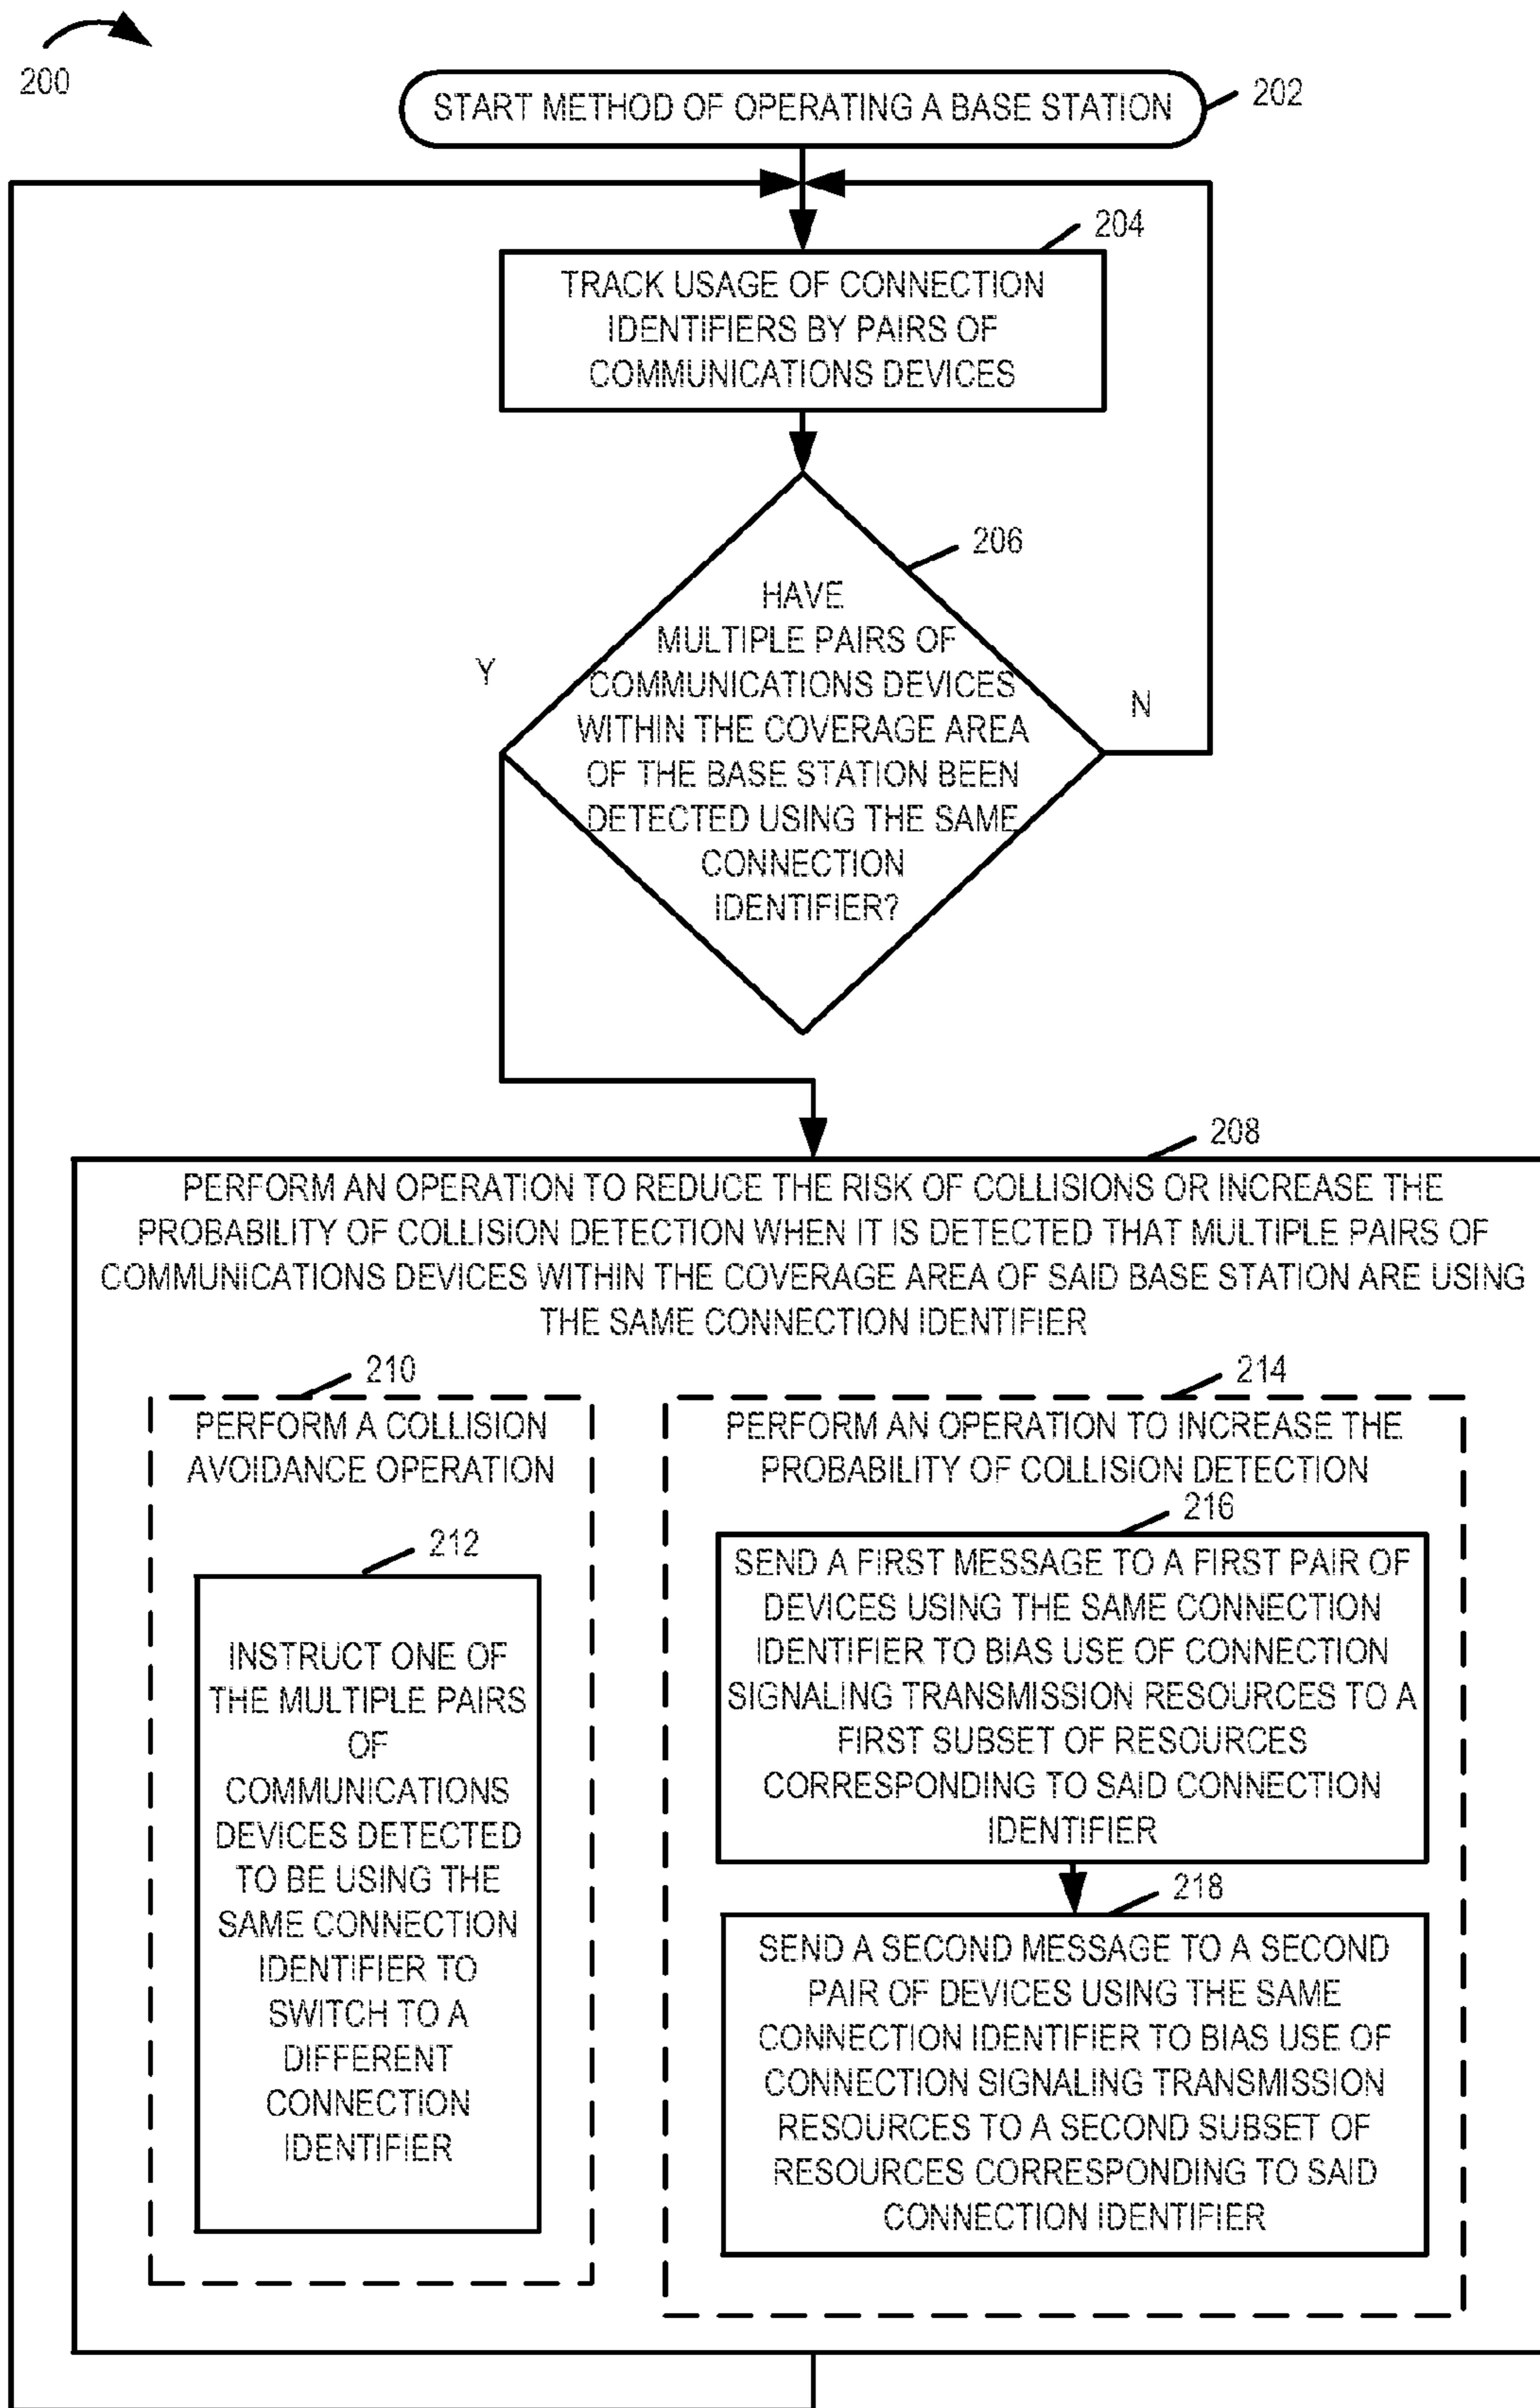 200
START METHOD OF OPERATING A BASE STATION
202
204
TRACK USAGE OF CONNECTION
IDENTIFIERS BY PAIRS OF
COMMUNICATIONS DEVICES
206
HAVE
MULTIPLE PAIRS OF
COMMUNICATIONS DEVICES
WITHIN THE COVERAGE AREA
OF THE BASE STATION BEEN
DETECTED USING THE SAME
CONNECTION
IDENTIFIER?
Y
N
208
PERFORM AN OPERATION TO REDUCE THE RISK OF COLLISIONS OR INCREASE THE
PROBABILITY OF COLLISION DETECTION WHEN IT IS DETECTED THAT MULTIPLE PAIRS OF
COMMUNICATIONS DEVICES WITHIN THE COVERAGE AREA OF SAID BASE STATION ARE USING
THE SAME CONNECTION IDENTIFIER
210
PERFORM A COLLISION
AVOIDANCE OPERATION
212
INSTRUCT ONE OF
THE MULTIPLE PAIRS
OF
COMMUNICATIONS
DEVICES DETECTED
TO BE USING THE
SAME CONNECTION
IDENTIFIER TO
SWITCH TO A
DIFFERENT
CONNECTION
IDENTIFIER
214
PERFORM AN OPERATION TO INCREASE THE
PROBABILITY OF COLLISION DETECTION
216
SEND A FIRST MESSAGE TO A FIRST PAIR OF
DEVICES USING THE SAME CONNECTION
IDENTIFIER TO BIAS USE OF CONNECTION
SIGNALING TRANSMISSION RESOURCES TO A
FIRST SUBSET OF RESOURCES
CORRESPONDING TO SAID CONNECTION
IDENTIFIER
218
SEND A SECOND MESSAGE TO A SECOND
PAIR OF DEVICES USING THE SAME
CONNECTION IDENTIFIER TO BIAS USE OF
CONNECTION SIGNALING TRANSMISSION
RESOURCES TO A SECOND SUBSET OF
RESOURCES CORRESPONDING TO SAID
CONNECTION IDENTIFIER